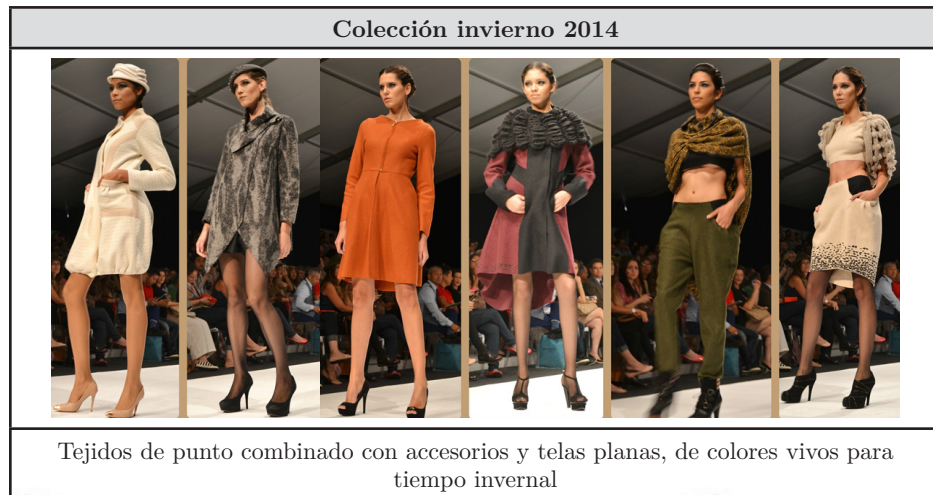 Colección invierno 2014
Tejidos de punto combinado con accesorios y telas planas, de colores vivos para
tiempo invernal